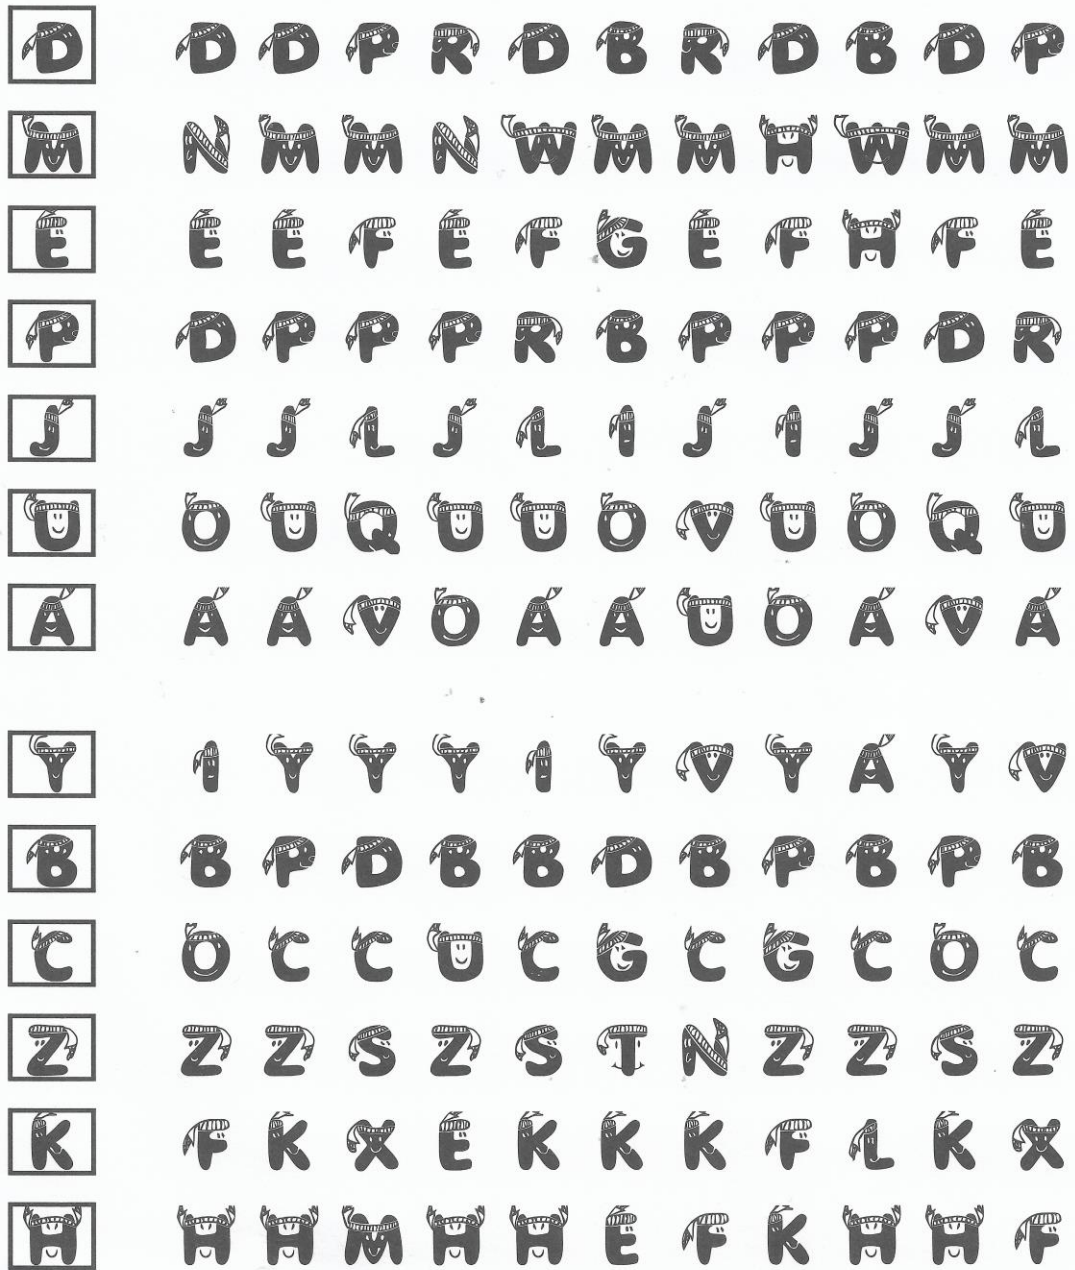 D D D P R D B R D B D P
M N M M N W M M H W M M
E E E F E F G E F H F E
P D P P P R B P P P D R
J J J L J L I J I J J L
U O U Q U U O V U O Q U
A A A V O A A U O A V A
Y I Y Y Y I Y V Y A Y V
B B P D B B D B P B P B
C O C C U C G C G C O C
Z Z Z S Z S T N Z Z S Z
K F K X E K K K F L K X
H H H M H H E F K H H F